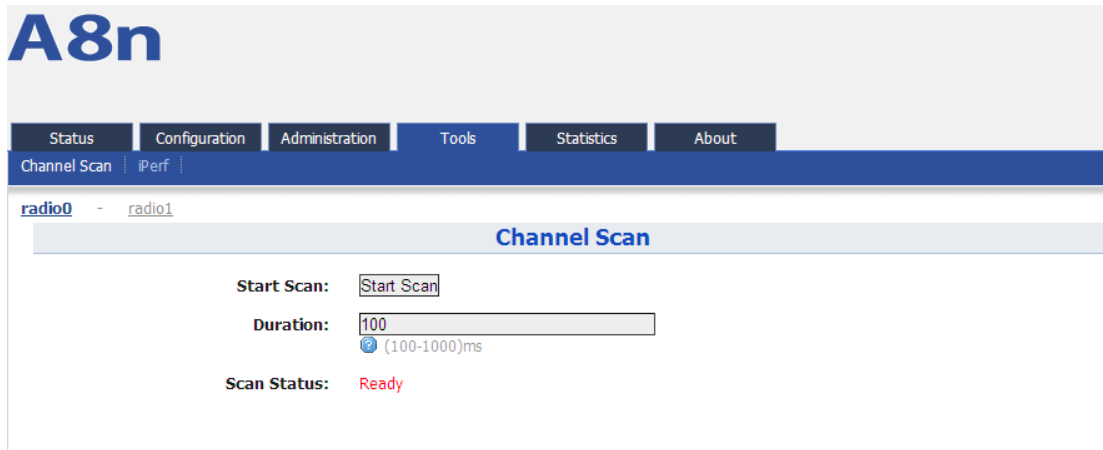 A8n
Status Configuration Administration Tools Statistics About
Channel Scan iPerf
radio0 - radio1
Channel Scan
Start Scan: Start Scan
Duration: 100
? (100-1000)ms
Scan Status: Ready